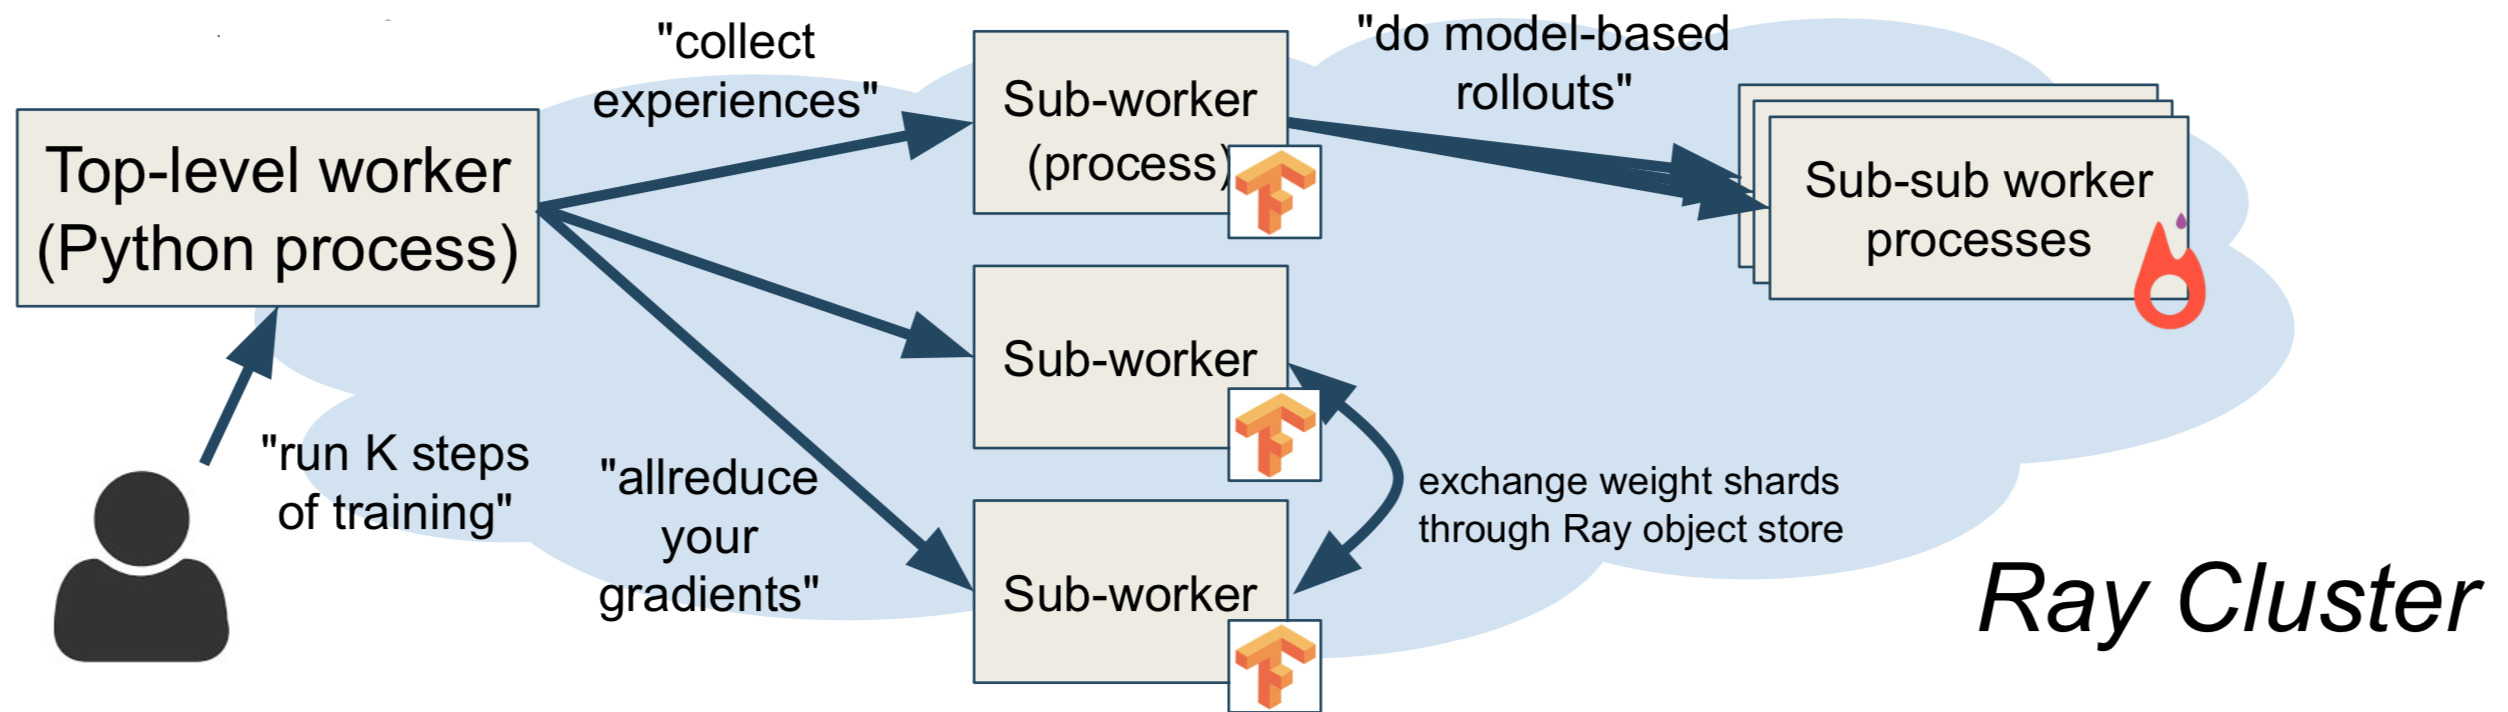 "collect
experiences"
"do model-based
rollouts"
Top-level worker
(Python process)
Sub-worker
(process)
Sub-sub worker
processes
Sub-worker
"run K steps
of training"
"allreduce
your
gradients"
exchange weight shards
through Ray object store
Sub-worker
Ray Cluster